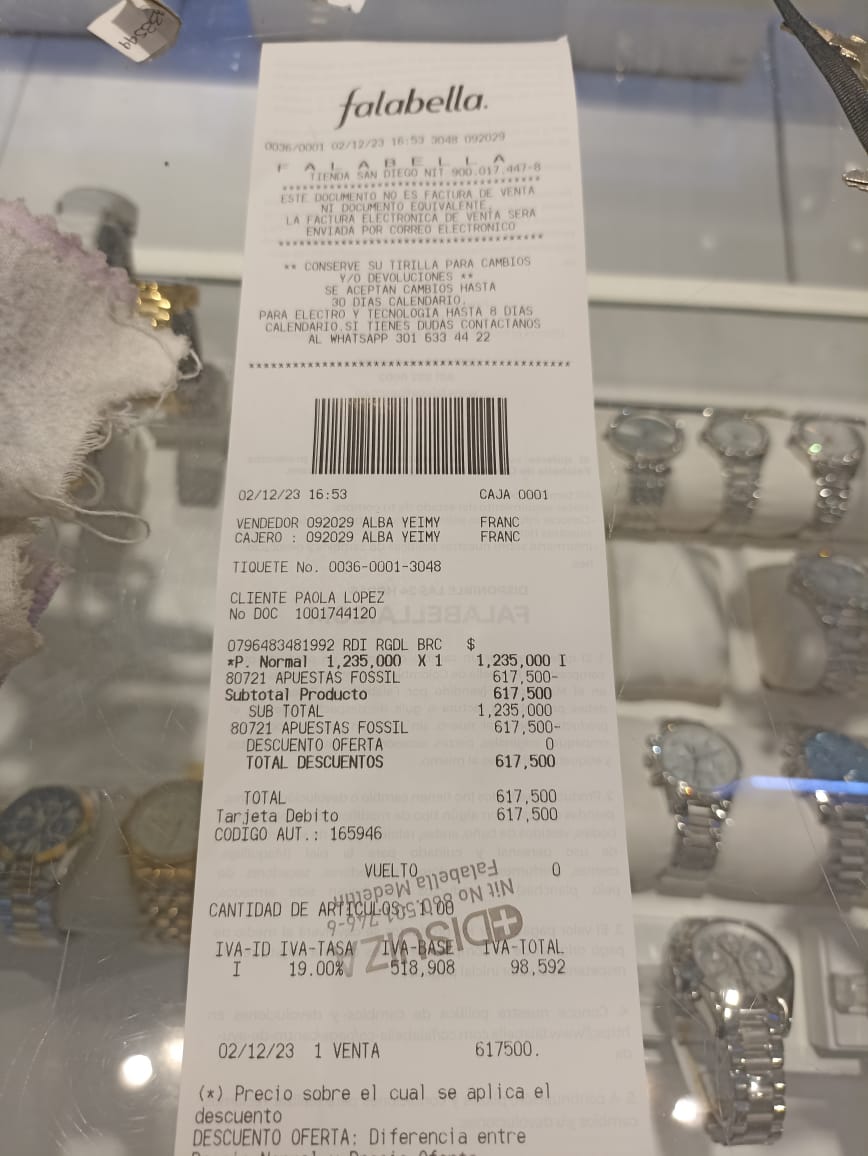 falabella.
0036/0001 02/12/23 16:53 3048 092029
F A L A B E L L A
TIENDA SAN DIEGO NIT 900.017.447-8
***********************************
ESTE DOCUMENTO NO ES FACTURA DE VENTA
NI DOCUMENTO EQUIVALENTE.
LA FACTURA ELECTRONICA DE VENTA SERA
ENVIADA POR CORREO ELECTRONICO
***********************************
** CONSERVE SU TIRILLA PARA CAMBIOS
Y/O DEVOLUCIONES **
SE ACEPTAN CAMBIOS HASTA
30 DIAS CALENDARIO.
PARA ELECTRO Y TECNOLOGIA HASTA 8 DIAS
CALENDARIO.SI TIENES DUDAS CONTACTANOS
AL WHATSAPP 301 633 44 22
****************************************
02/12/23 16:53 CAJA 0001
VENDEDOR 092029 ALBA YEIMY FRANC
CAJERO : 092029 ALBA YEIMY FRANC
TIQUETE No. 0036-0001-3048
CLIENTE PAOLA LOPEZ
No DOC 1001744120
0796483481992 RDI RGDL BRC $
*P. Normal 1,235,000 X 1 1,235,000 I
80721 APUESTAS FOSSIL 617,500-
Subtotal Producto 617,500
SUB TOTAL 1,235,000
80721 APUESTAS FOSSIL 617,500-
DESCUENTO OFERTA 0
TOTAL DESCUENTOS 617,500
TOTAL 617,500
Tarjeta Debito 617,500
CODIGO AUT.: 165946
VUELTO 0
CANTIDAD DE ARTICULOS: 1.00
IVA-ID IVA-TASA IVA-BASE IVA-TOTAL
I 19.00% 518,908 98,592
DISUIZA
Nit No
Falabella Medellín
02/12/23 1 VENTA 617500.
(*) Precio sobre el cual se aplica el
descuento
DESCUENTO OFERTA: Diferencia entre